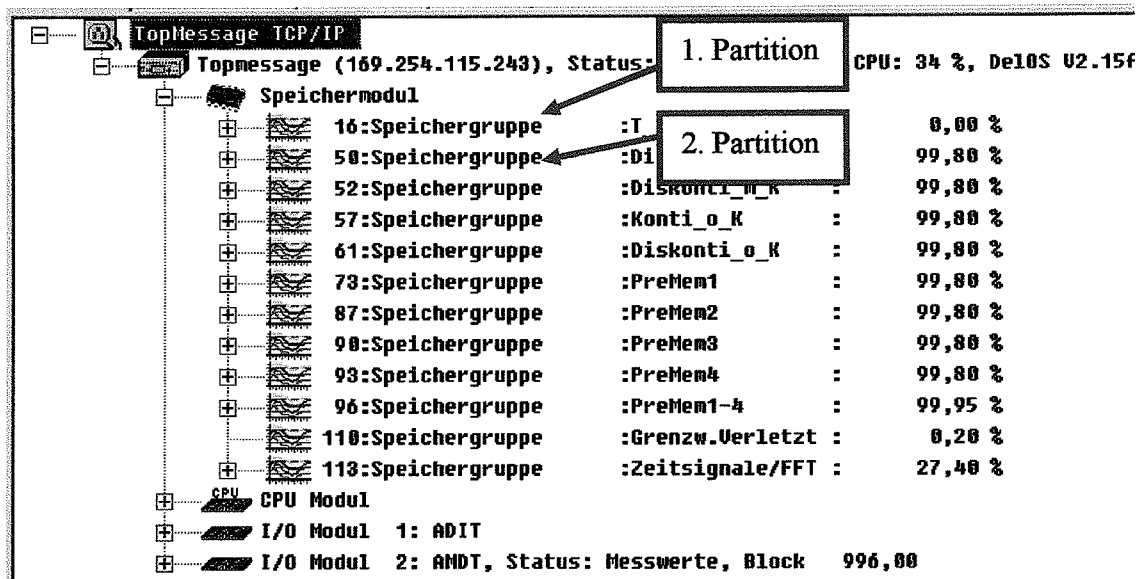 TopMessage TCP/IP
Topmessage (169.254.115.243), Status: CPU: 34 %, DelOS V2.15f
1. Partition
Speichermodul
16:Speichergruppe :T 0,00 %
2. Partition
50:Speichergruppe :Di 99,80 %
52:Speichergruppe :Diskonti_m_K : 99,80 %
57:Speichergruppe :Konti_o_K : 99,80 %
61:Speichergruppe :Diskonti_o_K : 99,80 %
73:Speichergruppe :PreMem1 : 99,80 %
87:Speichergruppe :PreMem2 : 99,80 %
90:Speichergruppe :PreMem3 : 99,80 %
93:Speichergruppe :PreMem4 : 99,80 %
96:Speichergruppe :PreMem1-4 : 99,95 %
110:Speichergruppe :Grenzw.Verletzt : 0,20 %
113:Speichergruppe :Zeitsignale/FFT : 27,40 %
CPU CPU Modul
I/O Modul 1: ADIT
I/O Modul 2: AMDT, Status: Messwerte, Block 996,00